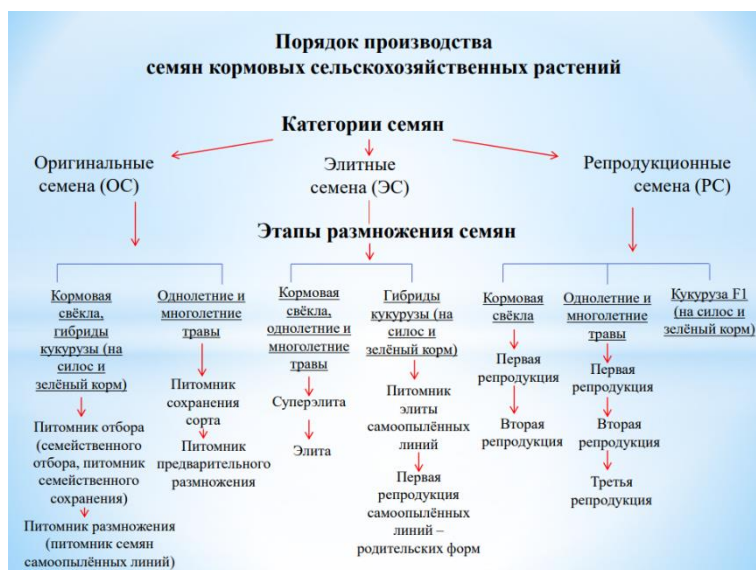 Порядок производства
семян кормовых сельскохозяйственных растений
Категории семян
Оригинальные
семена (ОС)
Элитные
семена (ЭС)
Репродукционные
семена (РС)
Этапы размножения семян
Кормовая
свёкла,
гибриды
кукурузы (на
силос и
зелёный корм)
Питомник отбора
(семейственного
отбора, питомник
семейственного
сохранения)
Питомник размножения
(питомник семян
самоопылённых линий)
Однолетние и
многолетние
травы
Питомник
сохранения
сорта
Питомник
предварительного
размножения
Кормовая
свёкла,
однолетние и
многолетние
травы
Суперэлита
Элита
Гибриды
кукурузы (на
силос и
зелёный корм)
Питомник
элиты
самоопылённых
линий
Первая
репродукция
самоопылённых
линий –
родительских форм
Кормовая
свёкла
Первая
репродукция
Вторая
репродукция
Однолетние и
многолетние
травы
Первая
репродукция
Вторая
репродукция
Третья
репродукция
Кукуруза F1
(на силос и
зелёный корм)